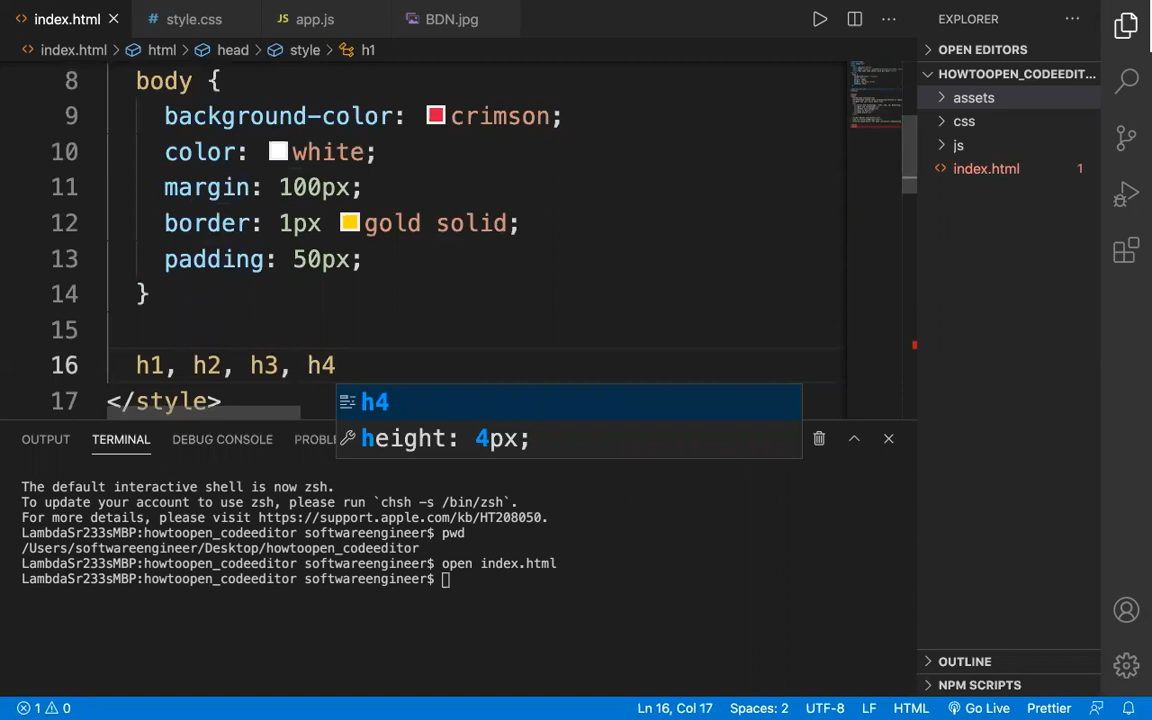 index.html
style.css
app.js
BDN.jpg
EXPLORER
index.html > html > head > style > h1
OPEN EDITORS
HOWTOOPEN_CODEEDIT...
assets
css
js
index.html 1
8 body {
9 background-color: crimson;
10 color: white;
11 margin: 100px;
12 border: 1px gold solid;
13 padding: 50px;
14 }
15
16 h1, h2, h3, h4
17 </style>
h4
height: 4px;
OUTPUT TERMINAL DEBUG CONSOLE PROBLE
The default interactive shell is now zsh.
To update your account to use zsh, please run `chsh -s /bin/zsh`.
For more details, please visit https://support.apple.com/kb/HT208050.
LambdaSr233sMBP:howtoopen_codeeditor softwareengineer$ pwd
/Users/softwareengineer/Desktop/howtoopen_codeeditor
LambdaSr233sMBP:howtoopen_codeeditor softwareengineer$ open index.html
LambdaSr233sMBP:howtoopen_codeeditor softwareengineer$
OUTLINE
NPM SCRIPTS
1 0 Ln 16, Col 17 Spaces: 2 UTF-8 LF HTML Go Live Prettier